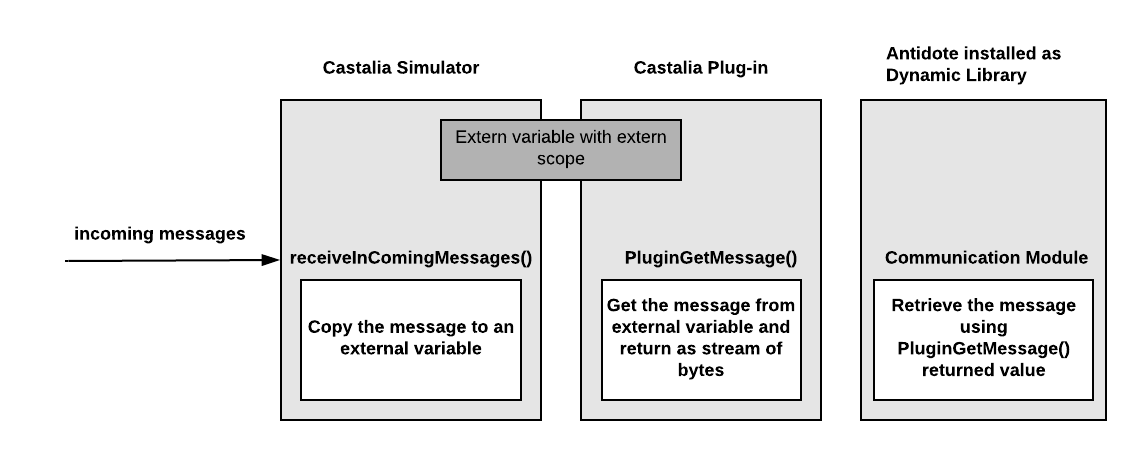 Castalia Simulator
Castalia Plug-in
Antidote installed as
Dynamic Library
Extern variable with extern
scope
incoming messages
receiveInComingMessages()
PluginGetMessage()
Communication Module
Copy the message to an
external variable
Get the message from
external variable and
return as stream of
bytes
Retrieve the message
using
PluginGetMessage()
returned value